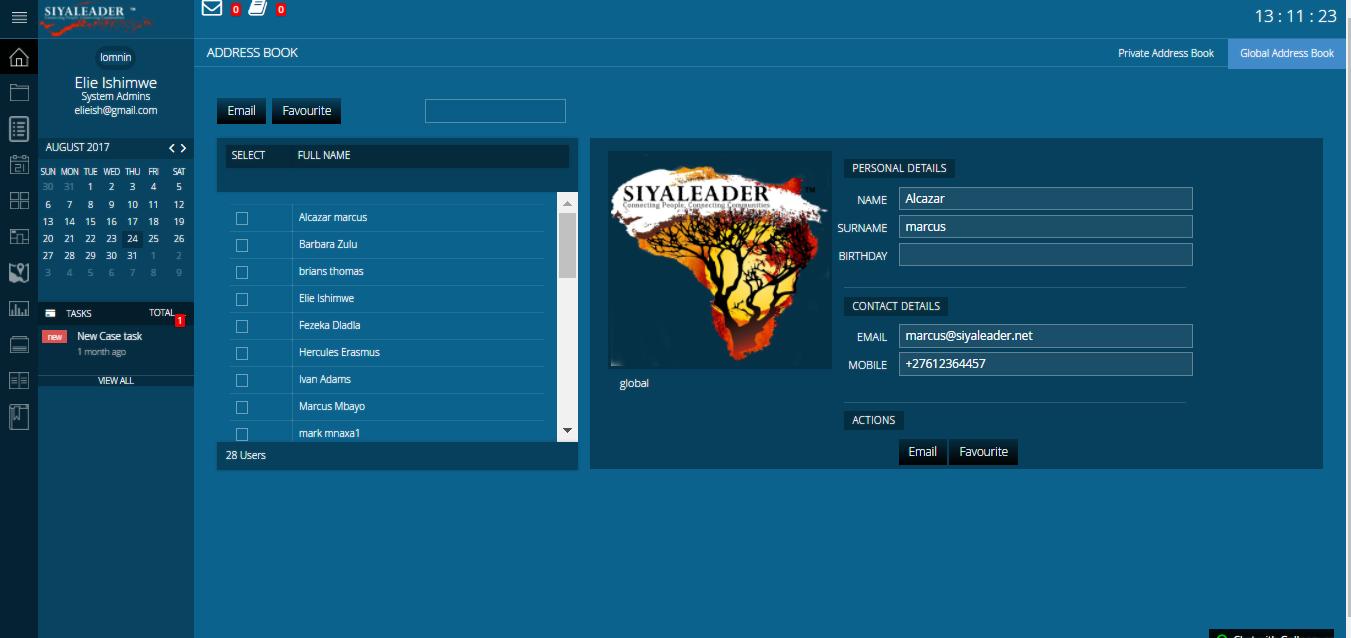 SIYALEADER ™
Connecting People, Connecting Communities
0
0
13 : 11 : 23
ADDRESS BOOK
Private Address Book
Global Address Book
lomnin
Elie Ishimwe
System Admins
elieish@gmail.com
AUGUST 2017
SUN MON TUE WED THU FRI SAT
30 31 1 2 3 4 5
6 7 8 9 10 11 12
13 14 15 16 17 18 19
20 21 22 23 24 25 26
27 28 29 30 31 1 2
3 4 5 6 7 8 9
TASKS TOTAL 1
new New Case task
1 month ago
VIEW ALL
21
Email Favourite
SELECT FULL NAME
Alcazar marcus
Barbara Zulu
brians thomas
Elie Ishimwe
Fezeka Dladla
Hercules Erasmus
Ivan Adams
Marcus Mbayo
mark mnaxa1
28 Users
SIYALEADER ™
Connecting People, Connecting Communities
global
PERSONAL DETAILS
NAME Alcazar
SURNAME marcus
BIRTHDAY
CONTACT DETAILS
EMAIL marcus@siyaleader.net
MOBILE +27612364457
ACTIONS
Email Favourite